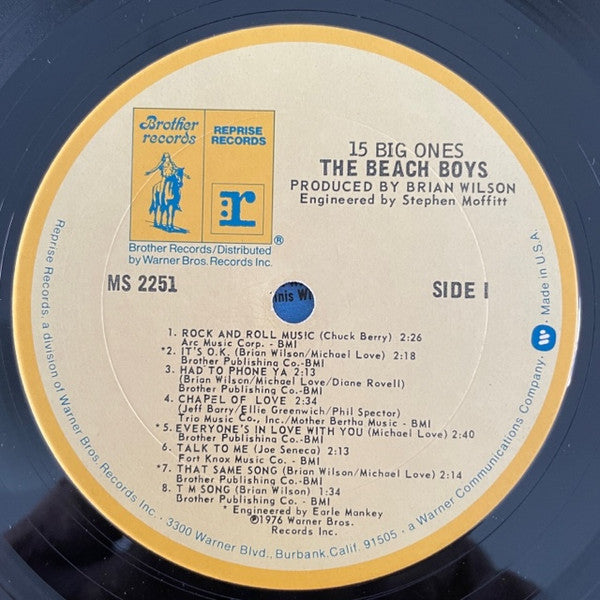 Brother
records
REPRISE
RECORDS
r
®
Brother Records/Distributed
by Warner Bros. Records Inc.
15 BIG ONES
THE BEACH BOYS
PRODUCED BY BRIAN WILSON
Engineered by Stephen Moffitt
MS 2251
SIDE I
1. ROCK AND ROLL MUSIC (Chuck Berry) 2:26
Arc Music Corp. - BMI
*2. IT'S O.K. (Brian Wilson/Michael Love) 2:18
Brother Publishing Co.-BMI
3. HAD TO PHONE YA 2:13
(Brian Wilson/Michael Love/Diane Rovell)
Brother Publishing Co.- BMI
4. CHAPEL OF LOVE 2:34
(Jeff Barry/Ellie Greenwich/Phil Spector)
Trio Music Co., Inc./Mother Bertha Music - BMI
*5. EVERYONE'S IN LOVE WITH YOU (Michael Love) 2:40
Brother Publishing Co.- BMI
6. TALK TO ME (Joe Seneca) 2:13
Fort Knox Music Co. - BMI
*7. THAT SAME SONG (Brian Wilson/Michael Love) 2:14
Brother Publishing Co.-BMI
8. T M SONG (Brian Wilson) 1:34
Brother Publishing Co.- BMI
* Engineered by Earle Mankey
℗1976 Warner Bros.
Records Inc.
Reprise Records, a division of Warner Bros. Records Inc. · 3300 Warner Blvd., Burbank, Calif. 91505 · a Warner Communications Company. · Made in U.S.A.